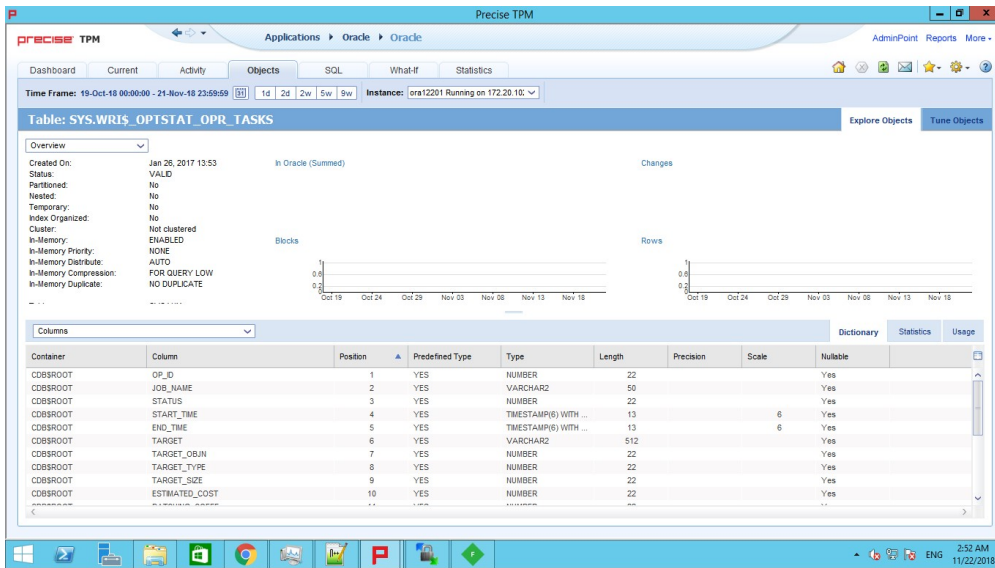 Precise TPM
precise TPM
Applications Oracle Oracle
AdminPoint Reports More
Dashboard Current Activity Objects SQL What-If Statistics
Time Frame: 19-Oct-18 00:00:00 - 21-Nov-18 23:59:59 31 1d 2d 2w 5w 9w Instance: ora12201 Running on 172.20.10
Table: SYS.WRI$_OPTSTAT_OPR_TASKS
Explore Objects Tune Objects
Overview
Created On: Jan 26, 2017 13:53
Status: VALID
Partitioned: No
Nested: No
Temporary: No
Index Organized: No
Cluster: Not clustered
In-Memory: ENABLED
In-Memory Priority: NONE
In-Memory Distribute: AUTO
In-Memory Compression: FOR QUERY LOW
In-Memory Duplicate: NO DUPLICATE
In Oracle (Summed)
Changes
Blocks
1
0.6
0.2
0
Oct 19 Oct 24 Oct 29 Nov 03 Nov 08 Nov 13 Nov 18
Rows
1
0.6
0.2
0
Oct 19 Oct 24 Oct 29 Nov 03 Nov 08 Nov 13 Nov 18
Columns
Dictionary Statistics Usage
Container Column Position Predefined Type Type Length Precision Scale Nullable
CDB$ROOT OP_ID 1 YES NUMBER 22 Yes
CDB$ROOT JOB_NAME 2 YES VARCHAR2 50 Yes
CDB$ROOT STATUS 3 YES NUMBER 22 Yes
CDB$ROOT START_TIME 4 YES TIMESTAMP(6) WITH ... 13 6 Yes
CDB$ROOT END_TIME 5 YES TIMESTAMP(6) WITH ... 13 6 Yes
CDB$ROOT TARGET 6 YES VARCHAR2 512 Yes
CDB$ROOT TARGET_OBJN 7 YES NUMBER 22 Yes
CDB$ROOT TARGET_TYPE 8 YES NUMBER 22 Yes
CDB$ROOT TARGET_SIZE 9 YES NUMBER 22 Yes
CDB$ROOT ESTIMATED_COST 10 YES NUMBER 22 Yes
ENG
2:52 AM
11/22/2018